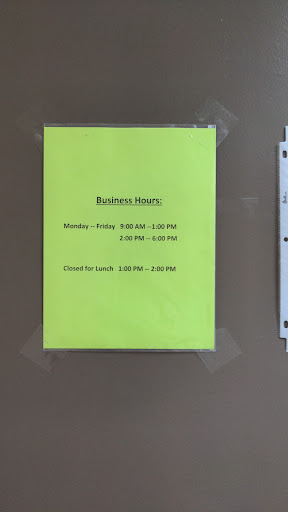 Business Hours:
Monday -- Friday 9:00 AM --1:00 PM
2:00 PM -- 6:00 PM
Closed for Lunch 1:00 PM -- 2:00 PM